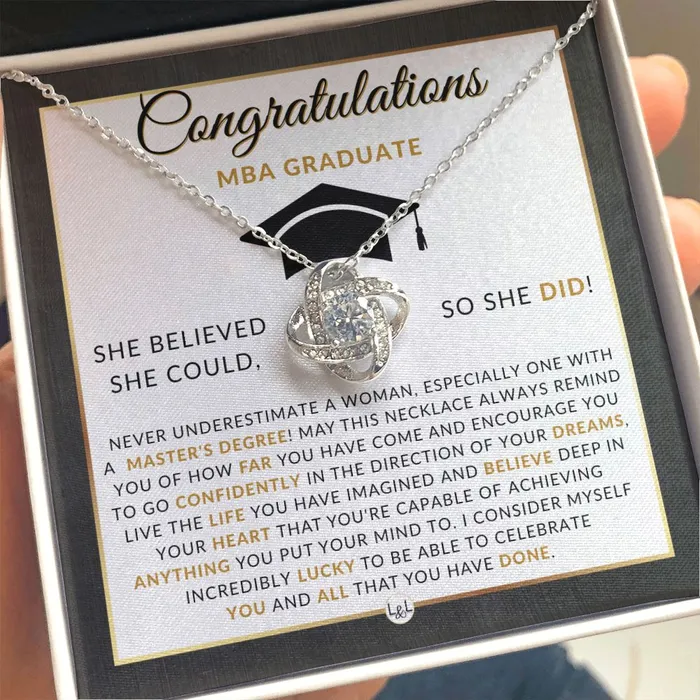 Congratulations
MBA GRADUATE
SHE BELIEVED
SHE COULD,
SO SHE DID!
NEVER UNDERESTIMATE A WOMAN, ESPECIALLY ONE WITH
A MASTER'S DEGREE! MAY THIS NECKLACE ALWAYS REMIND
YOU OF HOW FAR YOU HAVE COME AND ENCOURAGE YOU
TO GO CONFIDENTLY IN THE DIRECTION OF YOUR DREAMS,
LIVE THE LIFE YOU HAVE IMAGINED AND BELIEVE DEEP IN
YOUR HEART THAT YOU'RE CAPABLE OF ACHIEVING
ANYTHING YOU PUT YOUR MIND TO. I CONSIDER MYSELF
INCREDIBLY LUCKY TO BE ABLE TO CELEBRATE
YOU AND ALL THAT YOU HAVE DONE.
L&L